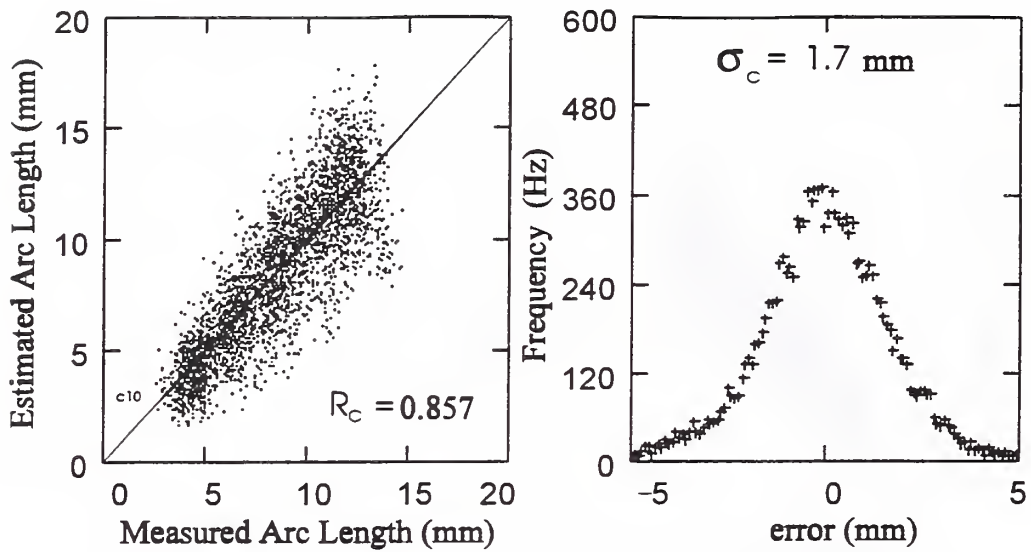 20
15
10
5
0
Estimated Arc Length (mm)
c10
R_c = 0.857
0 5 10 15 20
Measured Arc Length (mm)
600
480
360
240
120
0
Frequency (Hz)
σ_c = 1.7 mm
-5 0 5
error (mm)